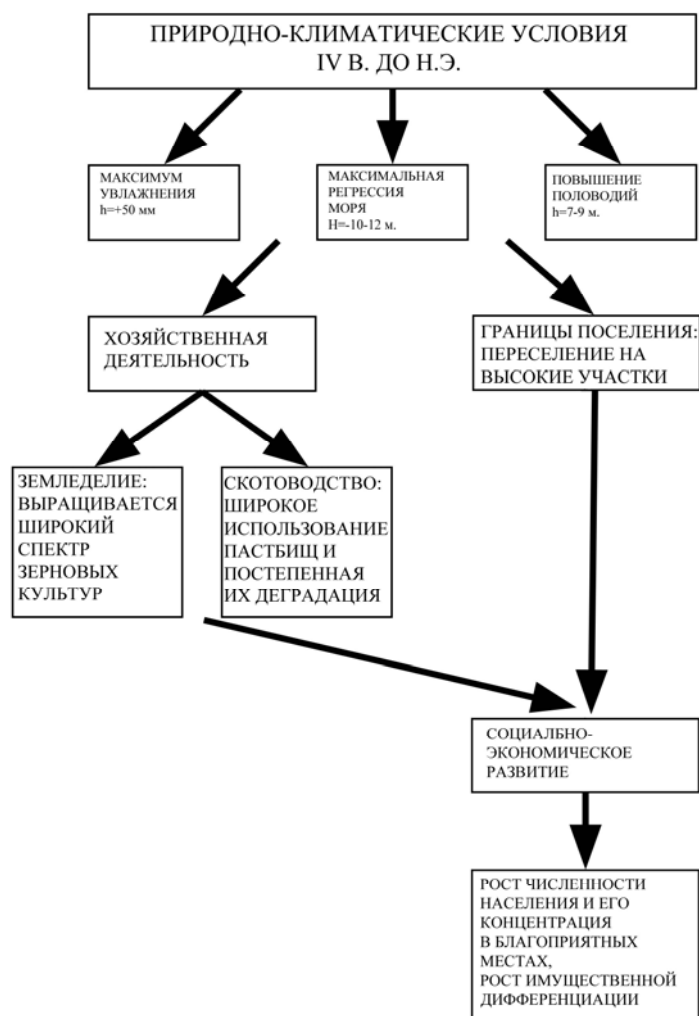 ПРИРОДНО-КЛИМАТИЧЕСКИЕ УСЛОВИЯ
IV В. ДО Н.Э.
МАКСИМУМ
УВЛАЖНЕНИЯ
h=+50 мм
МАКСИМАЛЬНАЯ
РЕГРЕССИЯ
МОРЯ
Н=-10-12 м.
ПОВЫШЕНИЕ
ПОЛОВОДИЙ
h=7-9 м.
ХОЗЯЙСТВЕННАЯ
ДЕЯТЕЛЬНОСТЬ
ГРАНИЦЫ ПОСЕЛЕНИЯ:
ПЕРЕСЕЛЕНИЕ НА
ВЫСОКИЕ УЧАСТКИ
ЗЕМЛЕДЕЛИЕ:
ВЫРАЩИВАЕТСЯ
ШИРОКИЙ
СПЕКТР
ЗЕРНОВЫХ
КУЛЬТУР
СКОТОВОДСТВО:
ШИРОКОЕ
ИСПОЛЬЗОВАНИЕ
ПАСТБИЩ И
ПОСТЕПЕННАЯ
ИХ ДЕГРАДАЦИЯ
СОЦИАЛБНО-
ЭКОНОМИЧЕСКОЕ
РАЗВИТИЕ
РОСТ ЧИСЛЕННОСТИ
НАСЕЛЕНИЯ И ЕГО
КОНЦЕНТРАЦИЯ
В БЛАГОПРИЯТНЫХ
МЕСТАХ,
РОСТ ИМУЩЕСТВЕННОЙ
ДИФФЕРЕНЦИАЦИИ